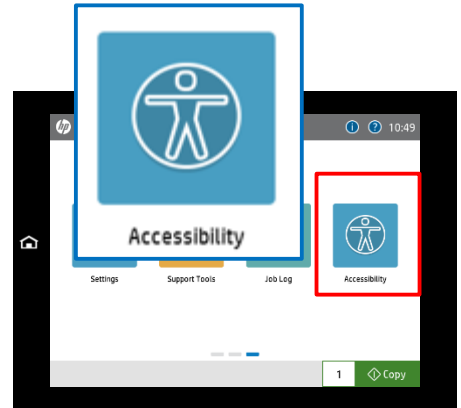 Accessibility
hp
10:49
Settings
Support Tools
Job Log
Accessibility
1
Copy